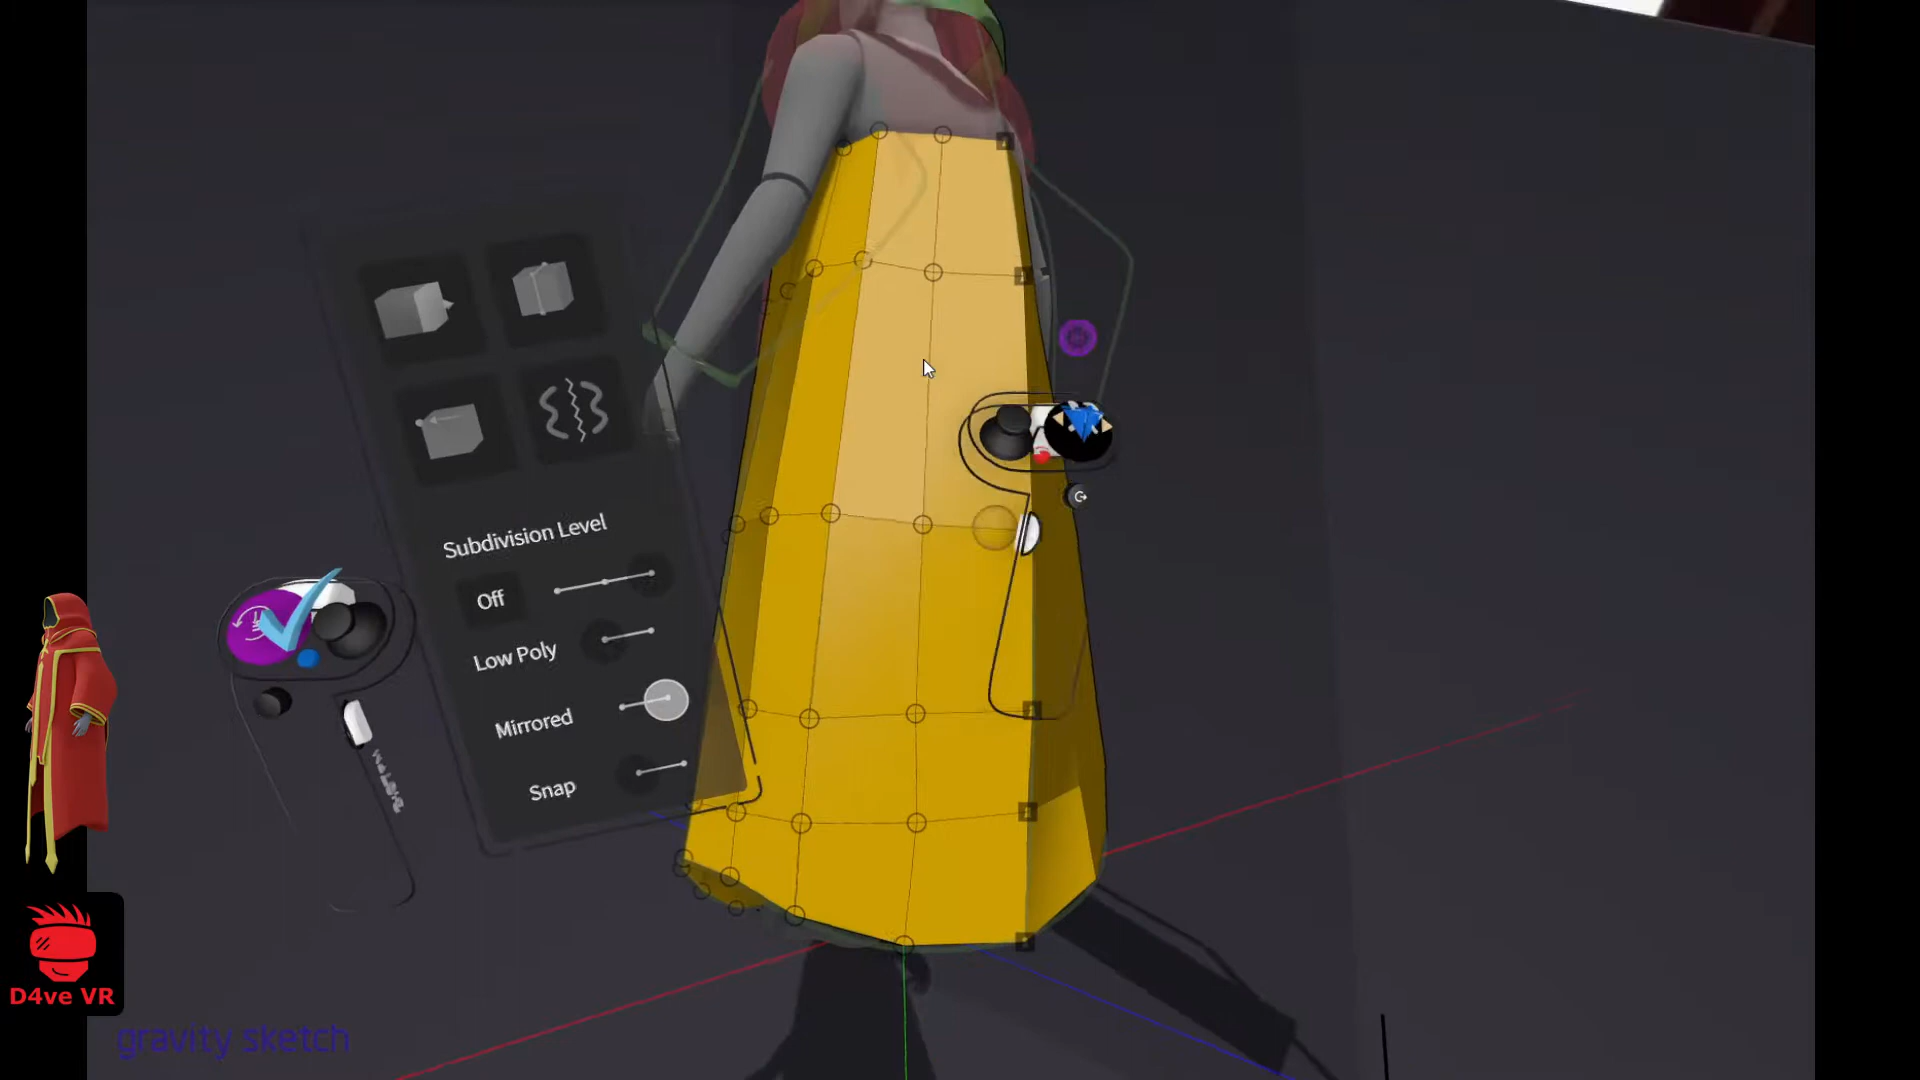 Subdivision Level
Off
Low Poly
Mirrored
Snap
D4ve VR
gravity sketch